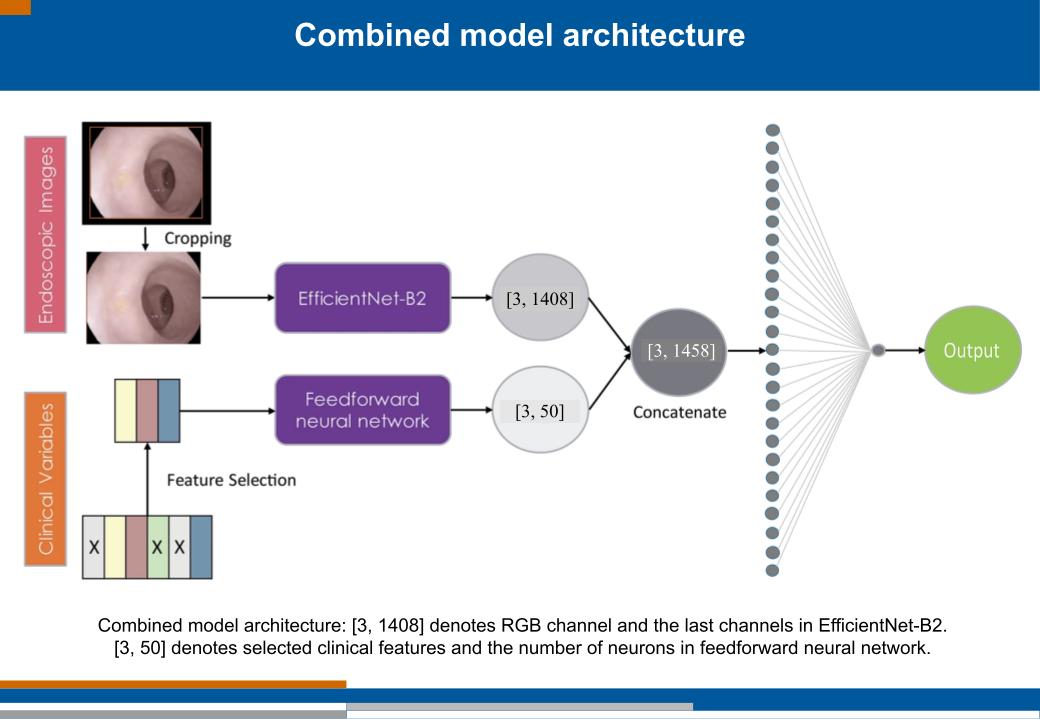 Combined model architecture
Endoscopic Images
Cropping
EfficientNet-B2
[3, 1408]
[3, 1458]
Concatenate
Output
Clinical Variables
Feedforward
neural network
[3, 50]
Feature Selection
X
X
X
Combined model architecture: [3, 1408] denotes RGB channel and the last channels in EfficientNet-B2.
[3, 50] denotes selected clinical features and the number of neurons in feedforward neural network.